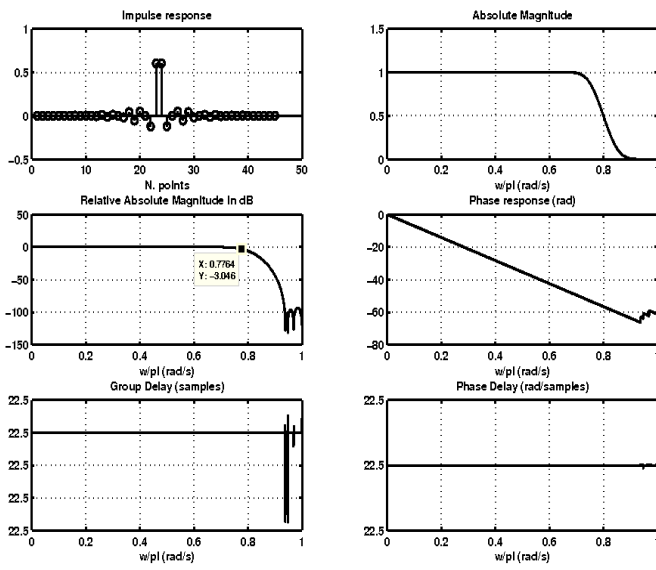 Impulse response
1
0.5
0
-0.5
0 10 20 30 40 50
N. points
Absolute Magnitude
1.5
1
0.5
0
0 0.2 0.4 0.6 0.8 1
w/pi (rad/s)
Relative Absolute Magnitude in dB
50
0
-50
-100
-150
X: 0.7764
Y: -3.046
0 0.2 0.4 0.6 0.8 1
w/pi (rad/s)
Phase response (rad)
0
-20
-40
-60
-80
0 0.2 0.4 0.6 0.8 1
w/pi (rad/s)
Group Delay (samples)
22.5
22.5
22.5
22.5
22.5
0 0.2 0.4 0.6 0.8 1
w/pi (rad/s)
Phase Delay (rad/samples)
22.5
22.5
22.5
0 0.2 0.4 0.6 0.8 1
w/pi (rad/s)